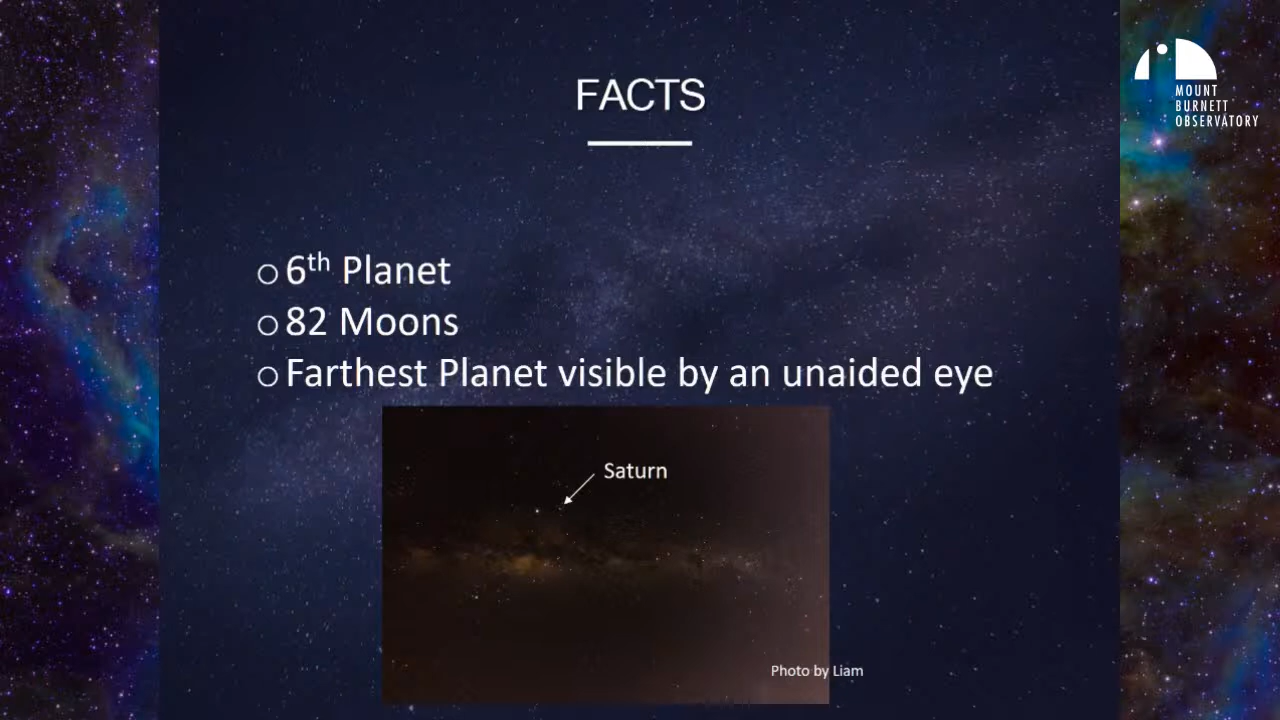 FACTS
MOUNT
BURNETT
OBSERVATORY
6th Planet
82 Moons
Farthest Planet visible by an unaided eye
Saturn
Photo by Liam